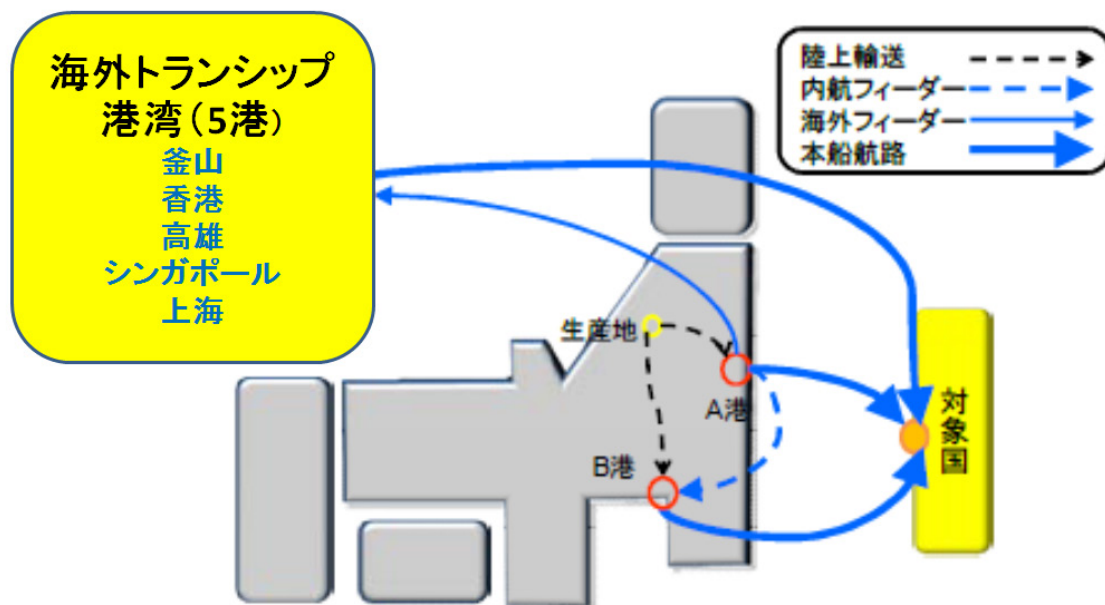 海外トランシップ
港湾（5港）
釜山
香港
高雄
シンガポール
上海
陸上輸送
内航フィーダー
海外フィーダー
本船航路
生産地
A港
B港
対象国